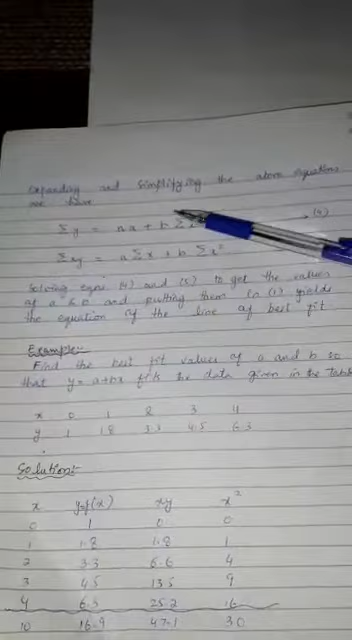 Expanding and simplifying the above equations
we have
Σy = na + b Σx (4)
Σxy = a Σx + b Σx²
Solving eqns (4) and (5) to get the values
of a & b and putting them in (1) yields
the equation of the line of best fit
Example:-
Find the best fit values of a and b so
that y = a+bx fits the data given in the table
x 0 1 2 3 4
y 1 1.8 3.3 4.5 6.3
Solution:-
x y=f(x) xy x²
0 1 0 0
1 1.8 1.8 1
2 3.3 6.6 4
3 4.5 13.5 9
4 6.3 25.2 16
10 16.9 47.1 30